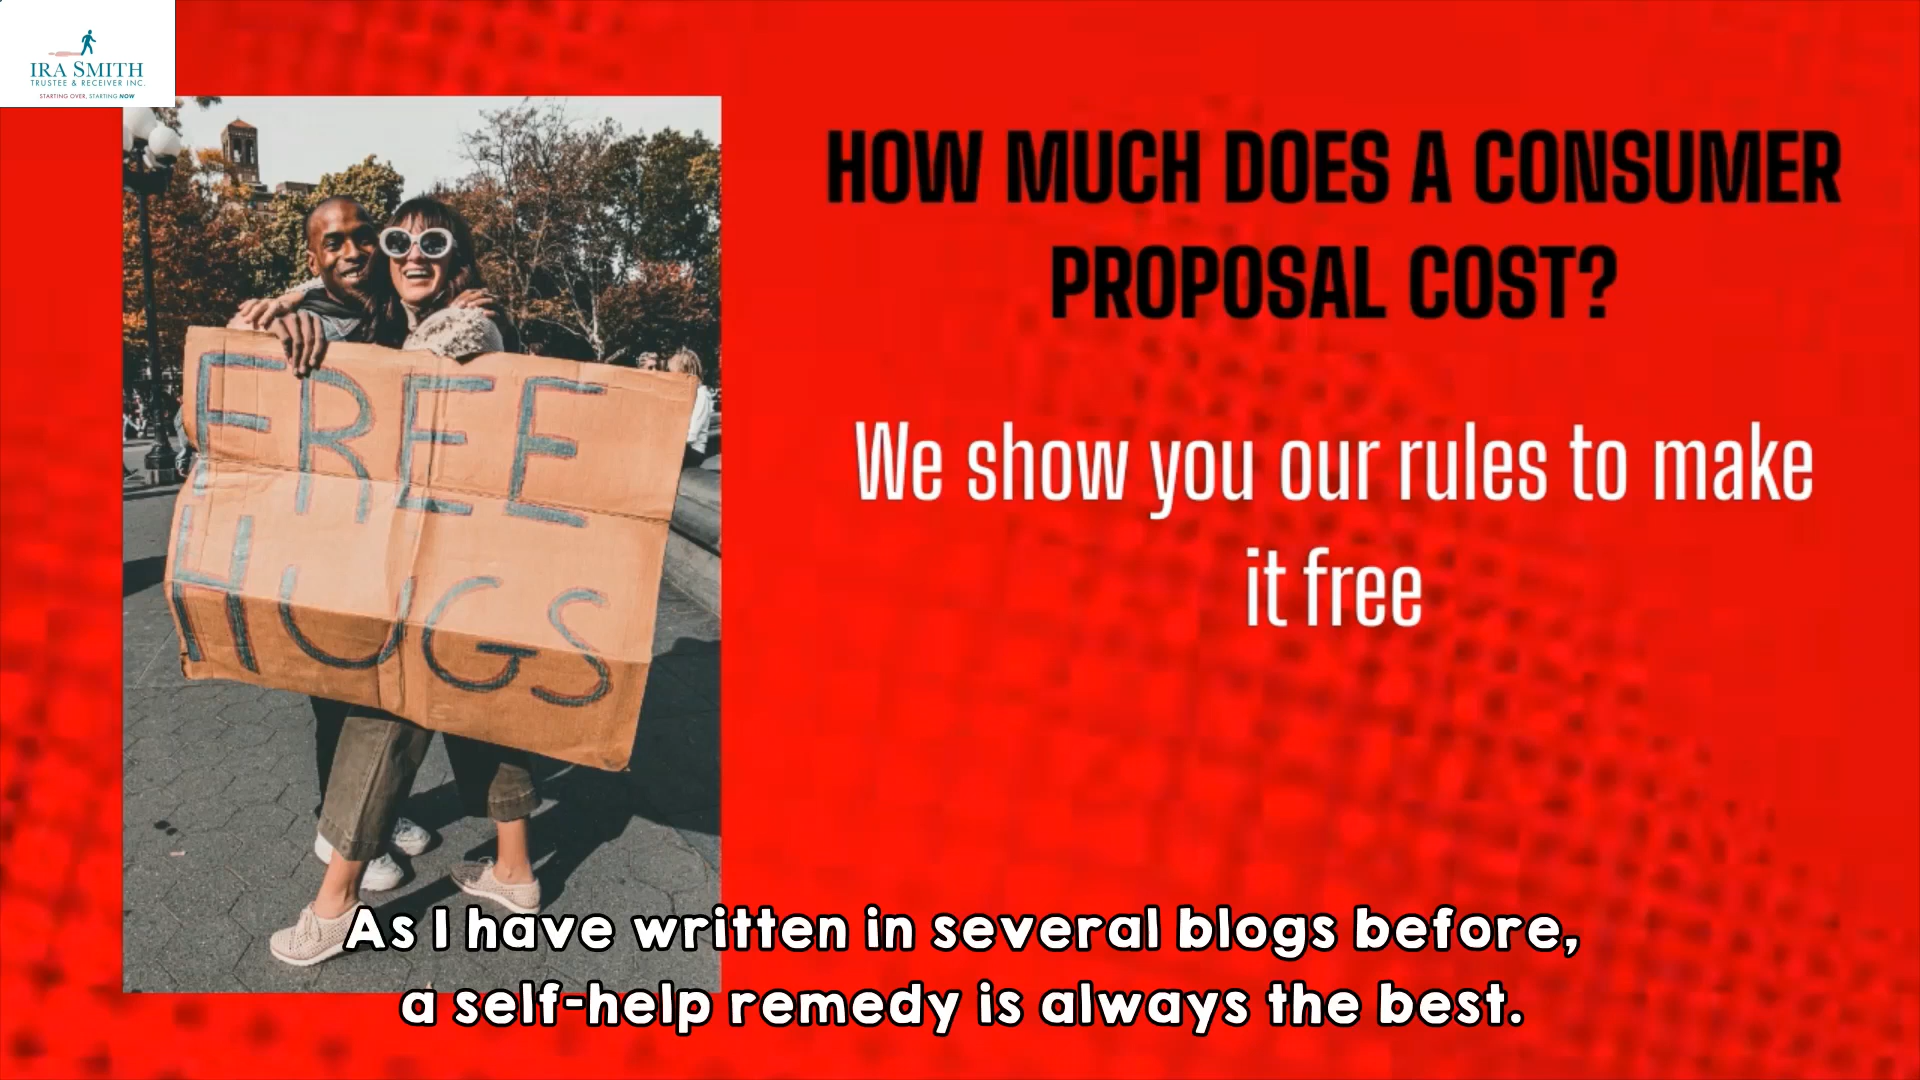 IRA SMITH
TRUSTEE & RECEIVER INC.
STARTING OVER, STARTING NOW
HOW MUCH DOES A CONSUMER
PROPOSAL COST?
We show you our rules to make
it free
FREE
HUGS
As I have written in several blogs before,
a self-help remedy is always the best.